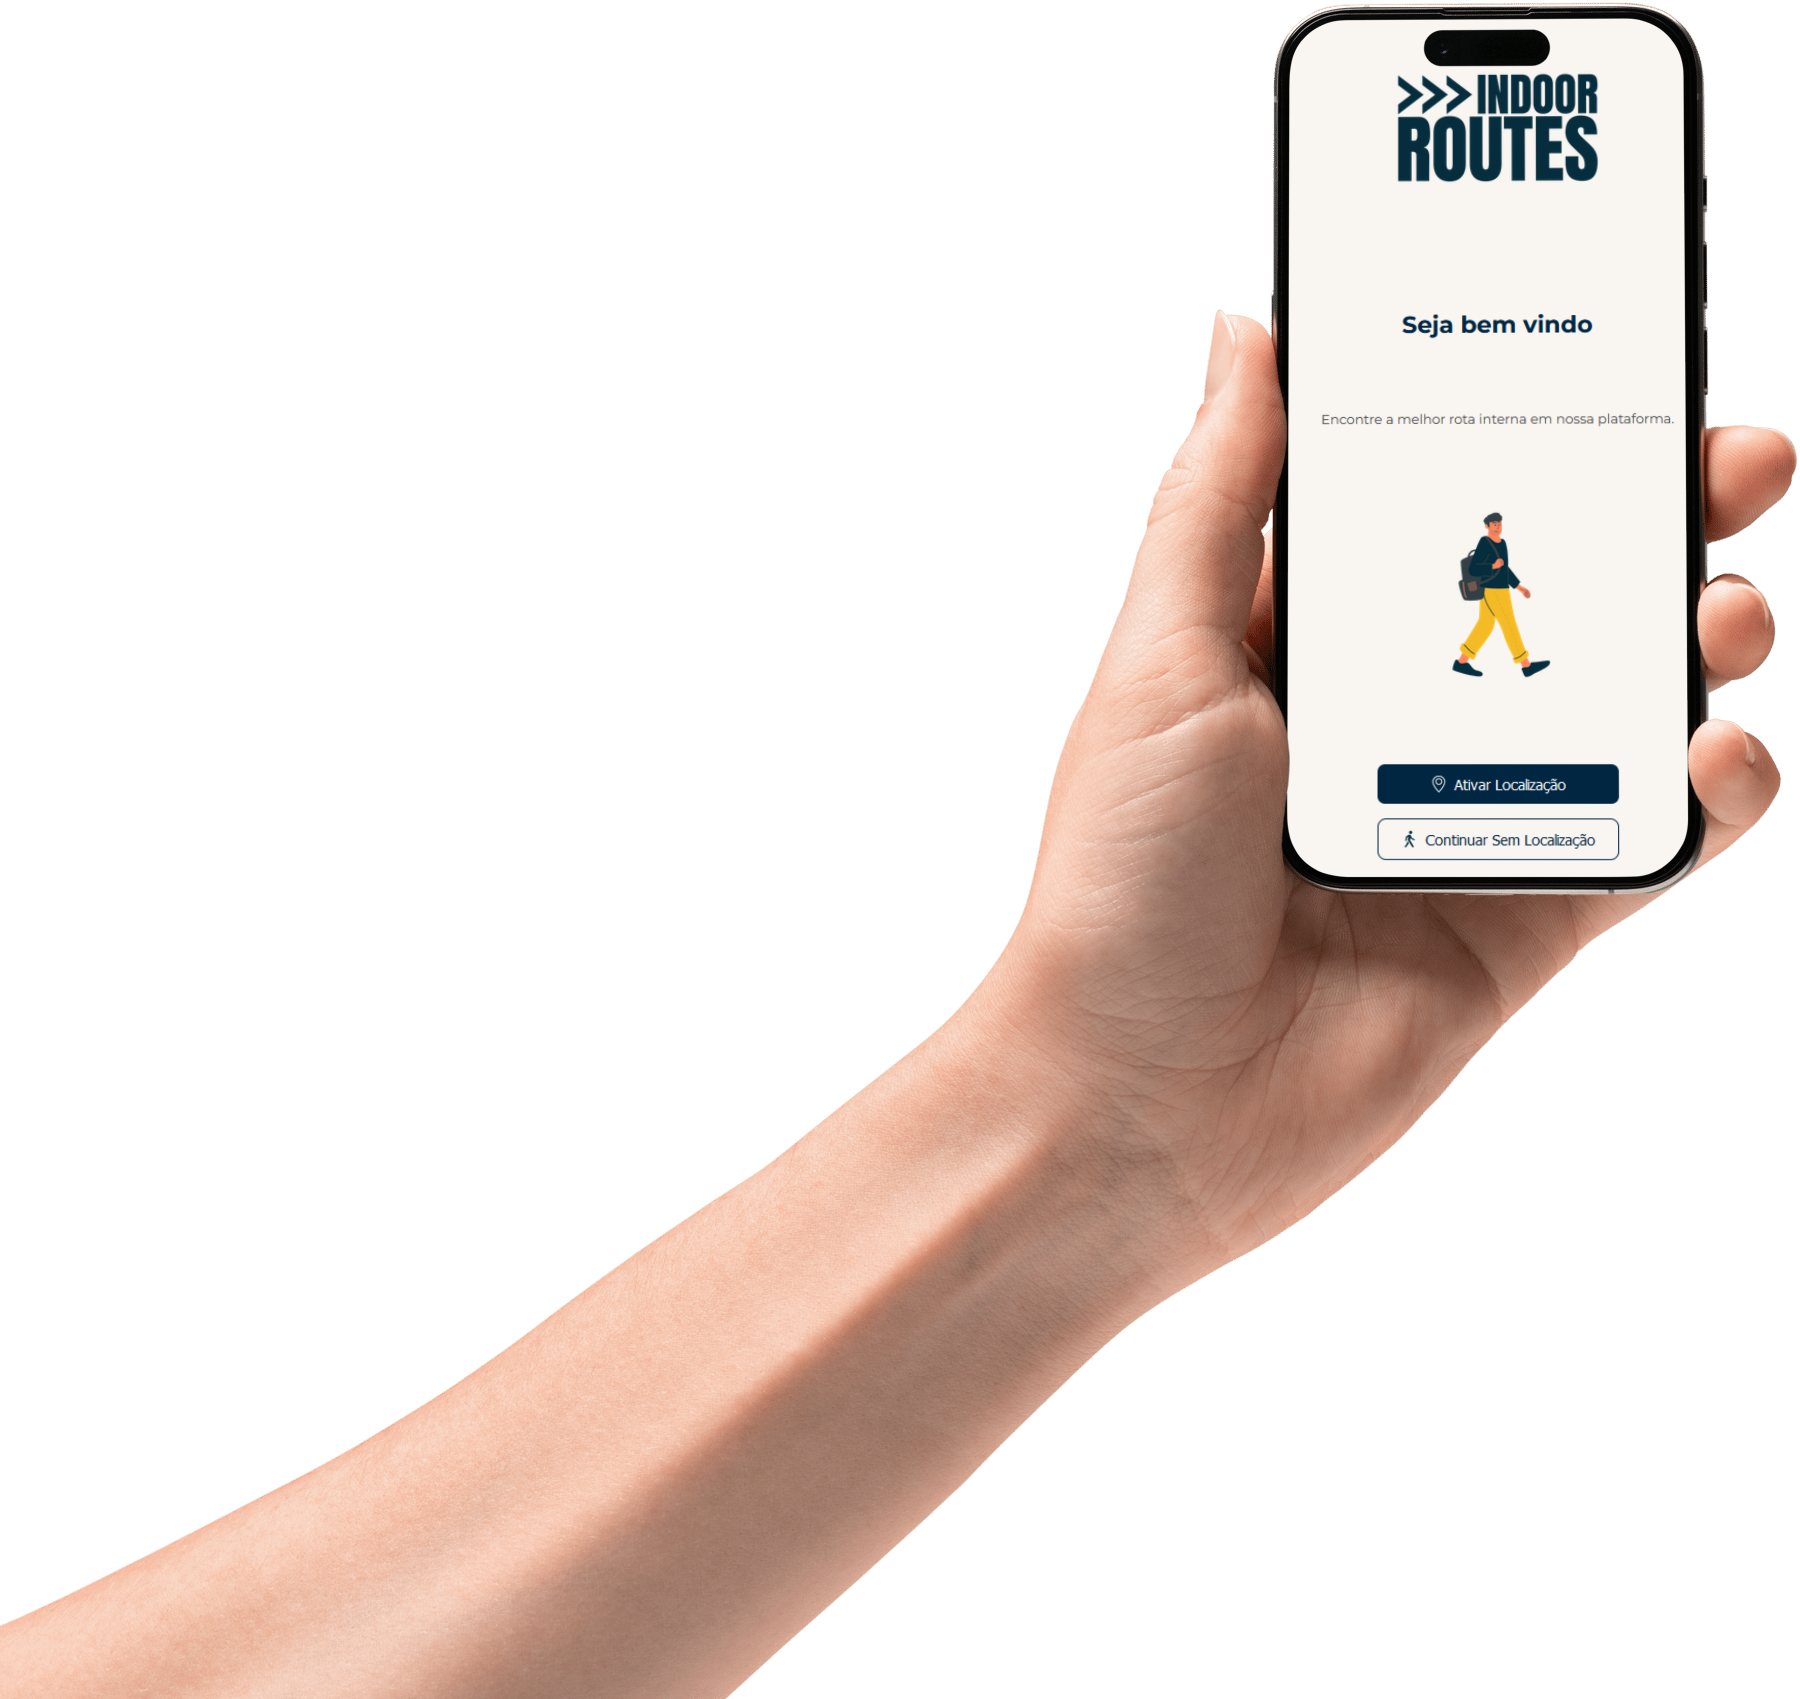 >>> INDOOR
ROUTES
Seja bem vindo
Encontre a melhor rota interna em nossa plataforma.
Ativar Localização
Continuar Sem Localização